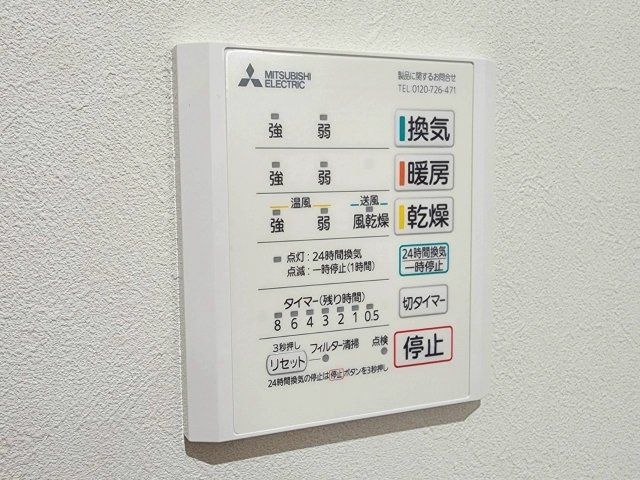 MITSUBISHI
ELECTRIC
製品に関するお問合せ
TEL:0120-726-471
強 弱 換気
強 弱 暖房
温風 送風
強 弱 風乾燥 乾燥
点灯:24時間換気
点滅:一時停止(1時間)
24時間換気
一時停止
タイマー(残り時間)
8 6 4 3 2 1 0.5
切タイマー
3秒押し
リセット フィルター清掃 点検
停止
24時間換気の停止は停止ボタンを3秒押し